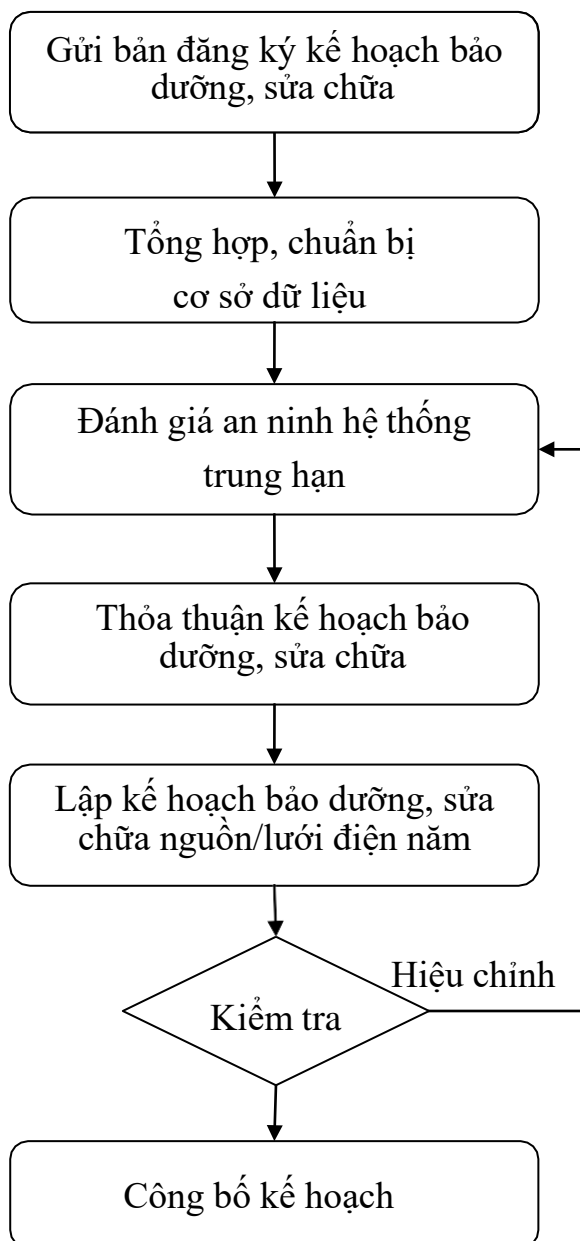 Gửi bản đăng ký kế hoạch bảo
dưỡng, sửa chữa
Tổng hợp, chuẩn bị
cơ sở dữ liệu
Đánh giá an ninh hệ thống
trung hạn
Thỏa thuận kế hoạch bảo
dưỡng, sửa chữa
Lập kế hoạch bảo dưỡng, sửa
chữa nguồn/lưới điện năm
Hiệu chỉnh
Kiểm tra
Công bố kế hoạch